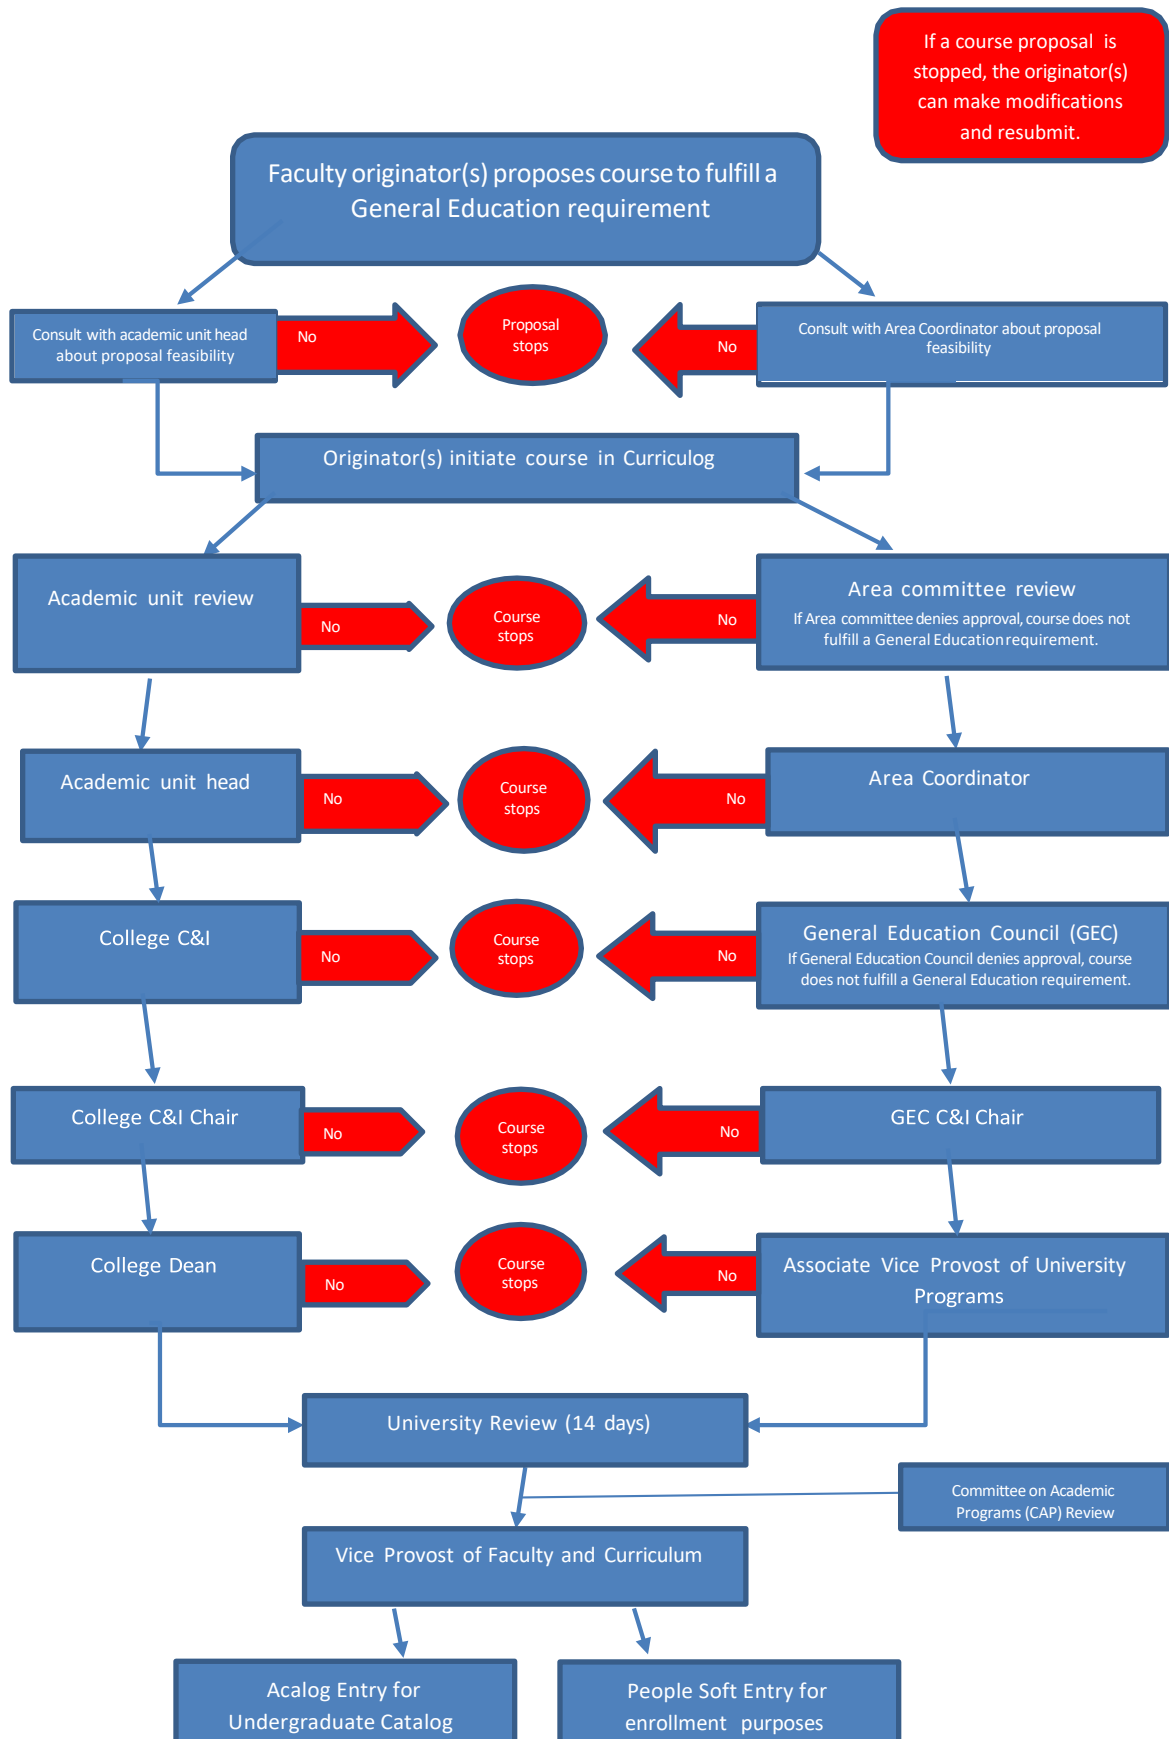 If a course proposal is
stopped, the originator(s)
can make modifications
and resubmit.
Faculty originator(s) proposes course to fulfill a
General Education requirement
Consult with academic unit head
about proposal feasibility
No
Proposal
stops
No
Consult with Area Coordinator about proposal
feasibility
Originator(s) initiate course in Curriculog
Academic unit review
No
Course
stops
No
Area committee review
If Area committee denies approval, course does not
fulfill a General Education requirement.
Academic unit head
No
Course
stops
No
Area Coordinator
College C&I
No
Course
stops
No
General Education Council (GEC)
If General Education Council denies approval, course
does not fulfill a General Education requirement.
College C&I Chair
No
Course
stops
No
GEC C&I Chair
College Dean
No
Course
stops
No
Associate Vice Provost of University
Programs
University Review (14 days)
Committee on Academic
Programs (CAP) Review
Vice Provost of Faculty and Curriculum
Acalog Entry for
Undergraduate Catalog
People Soft Entry for
enrollment purposes